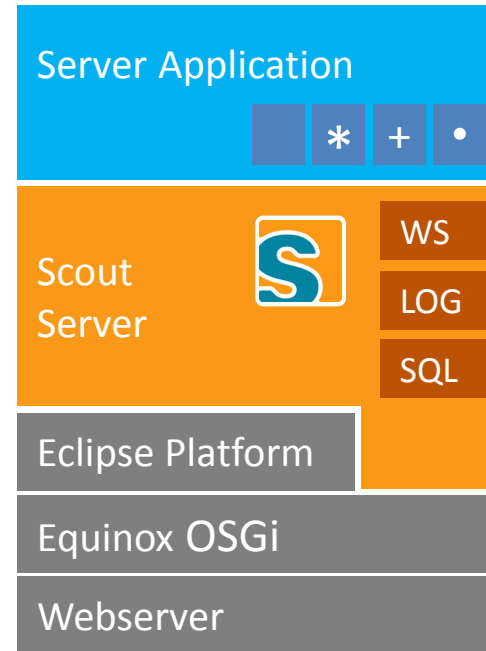 Server Application
* + •
Scout
Server
S
WS
LOG
SQL
Eclipse Platform
Equinox OSGi
Webserver